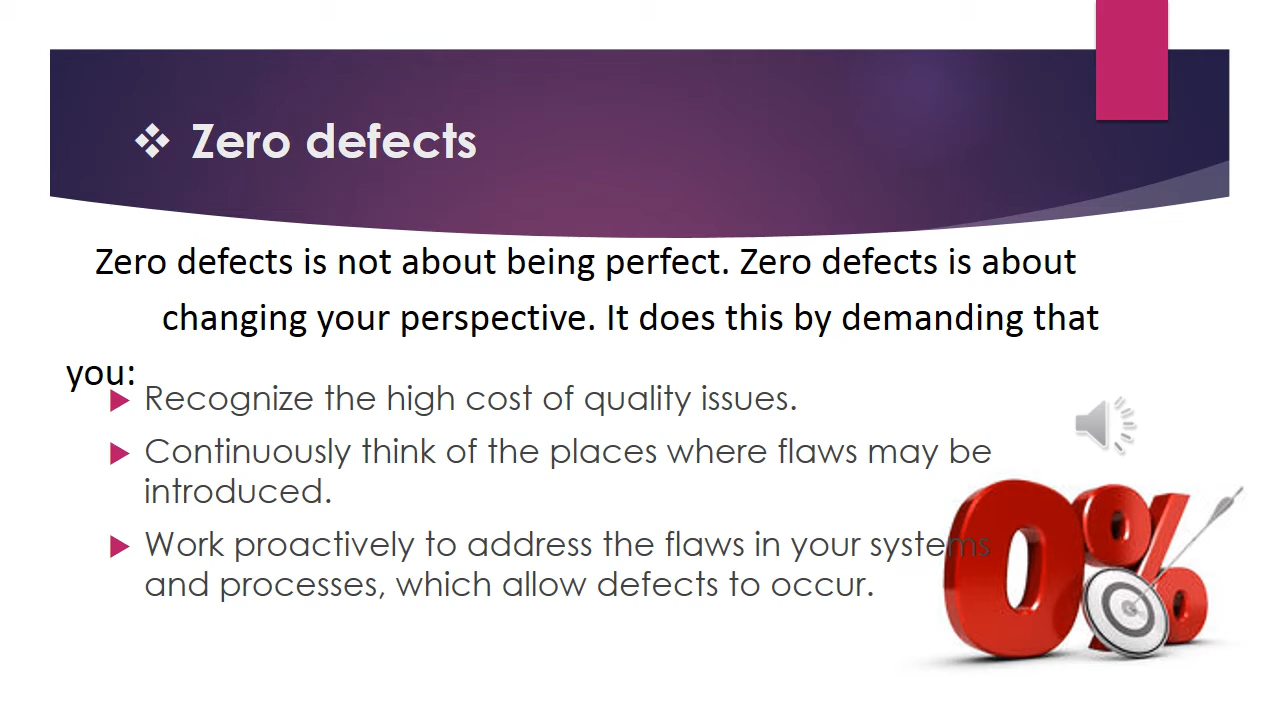 ❖ Zero defects
Zero defects is not about being perfect. Zero defects is about
changing your perspective. It does this by demanding that
you:
Recognize the high cost of quality issues.
Continuously think of the places where flaws may be
introduced.
Work proactively to address the flaws in your systems
and processes, which allow defects to occur.
0%